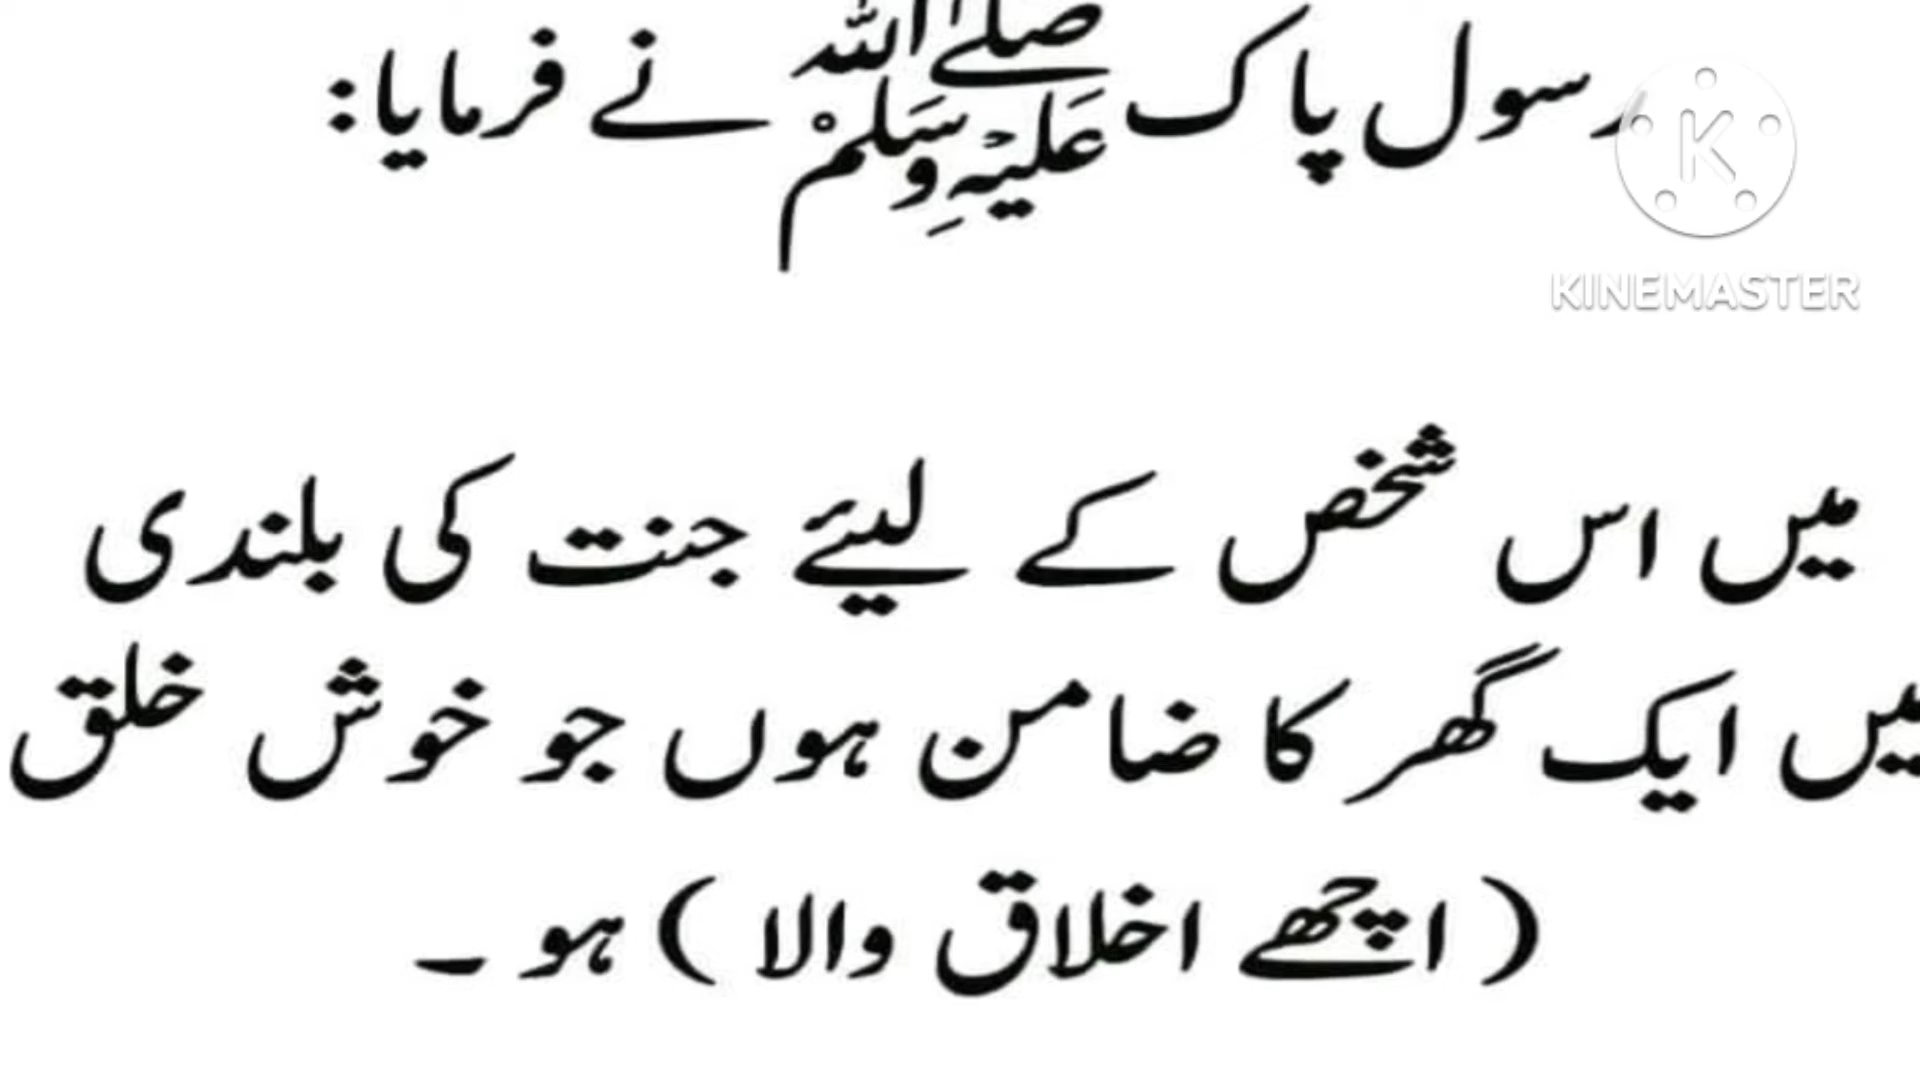 رسول پاک صلی اللہ علیہ وسلم نے فرمایا:
KINEMASTER
میں اس شخص کے لیئے جنت کی بلندی
میں ایک گھر کا ضامن ہوں جو خوش خلق
( اچھے اخلاق والا ) ہو ۔